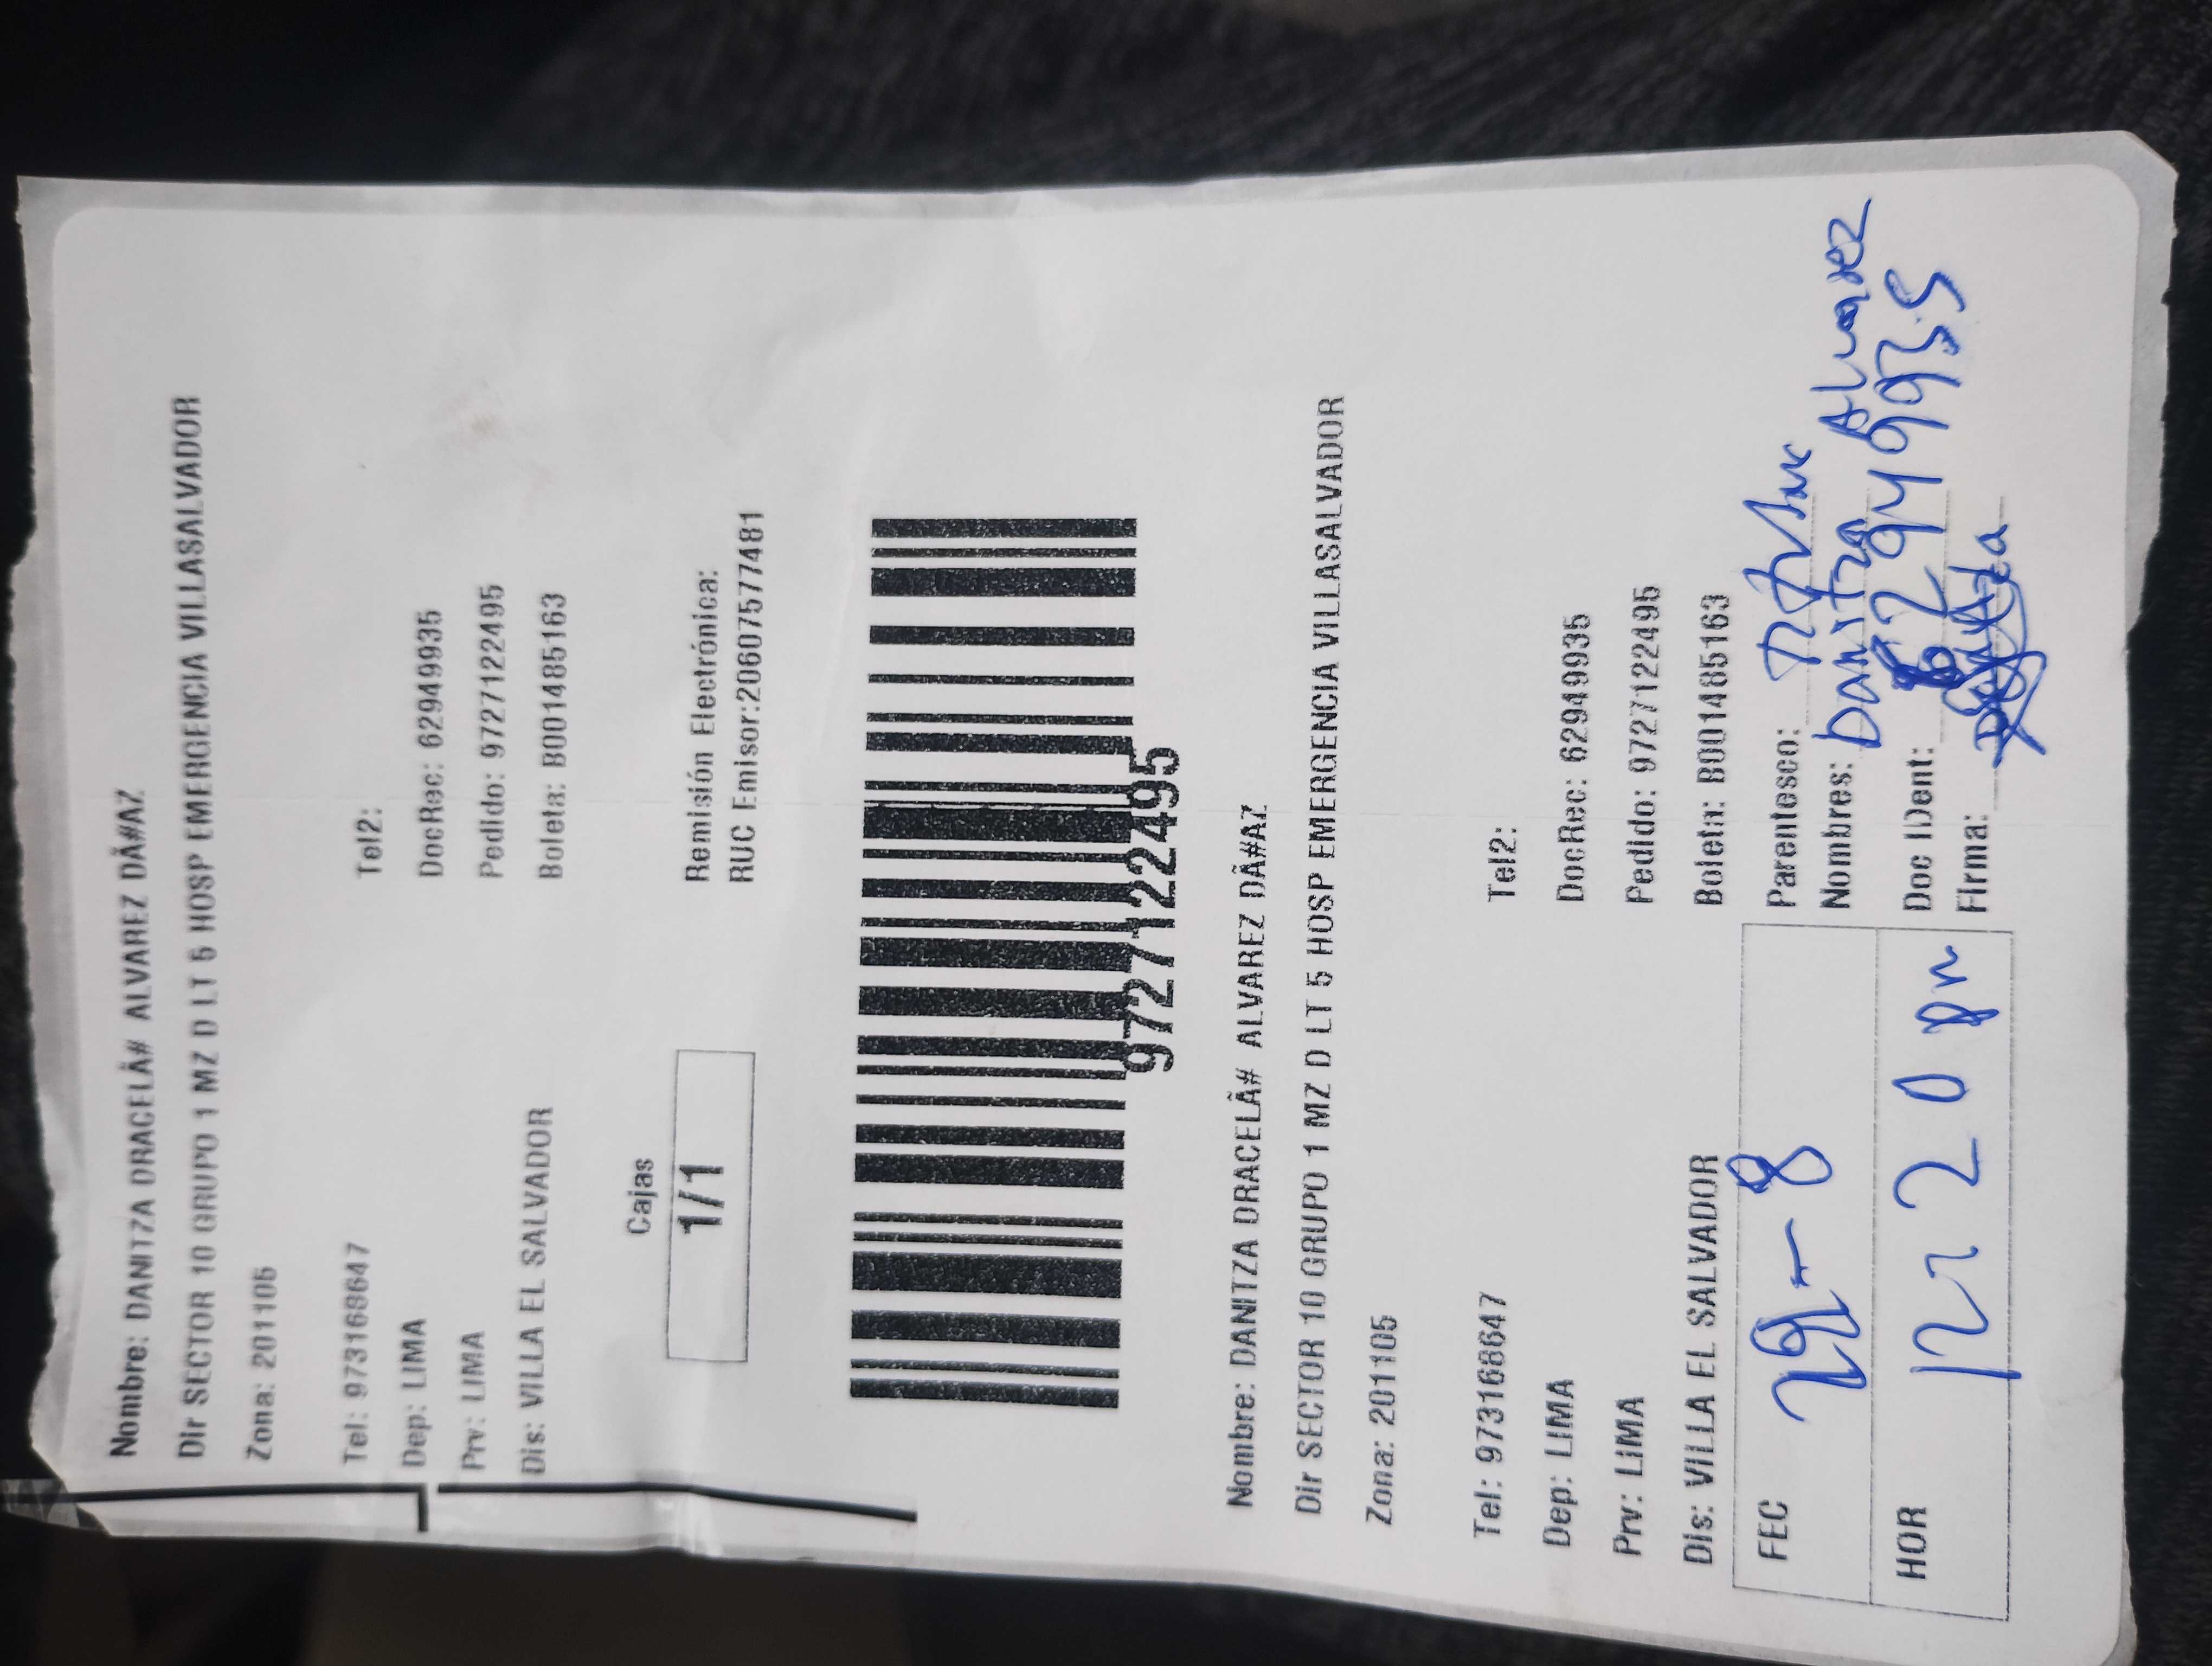 Nombre: DANITZA DRACELÃ# ALVAREZ DÃ#AZ
Dir SECTOR 10 GRUPO 1 MZ D LT 5 HOSP EMERGENCIA VILLASALVADOR
Zona: 201105
Tel: 973168647 Tel2:
Dep: LIMA DocRec: 62949935
Prv: LIMA Pedido: 9727122495
Dis: VILLA EL SALVADOR Boleta: B001485163
Cajas Remisión Electrónica:
1/1 RUC Emisor:20607577481
9727122495
Nombre: DANITZA DRACELÃ# ALVAREZ DÃ#AZ
Dir SECTOR 10 GRUPO 1 MZ D LT 5 HOSP EMERGENCIA VILLASALVADOR
Zona: 201105
Tel: 973168647 Tel2:
Dep: LIMA DocRec: 62949935
Prv: LIMA Pedido: 9727122495
Dis: VILLA EL SALVADOR Boleta: B001485163
FEC 29-8 Parentesco:
Nombres: Danitza Alvarez
HOR 12 20 pm Doc IDent: 62949935
Firma: